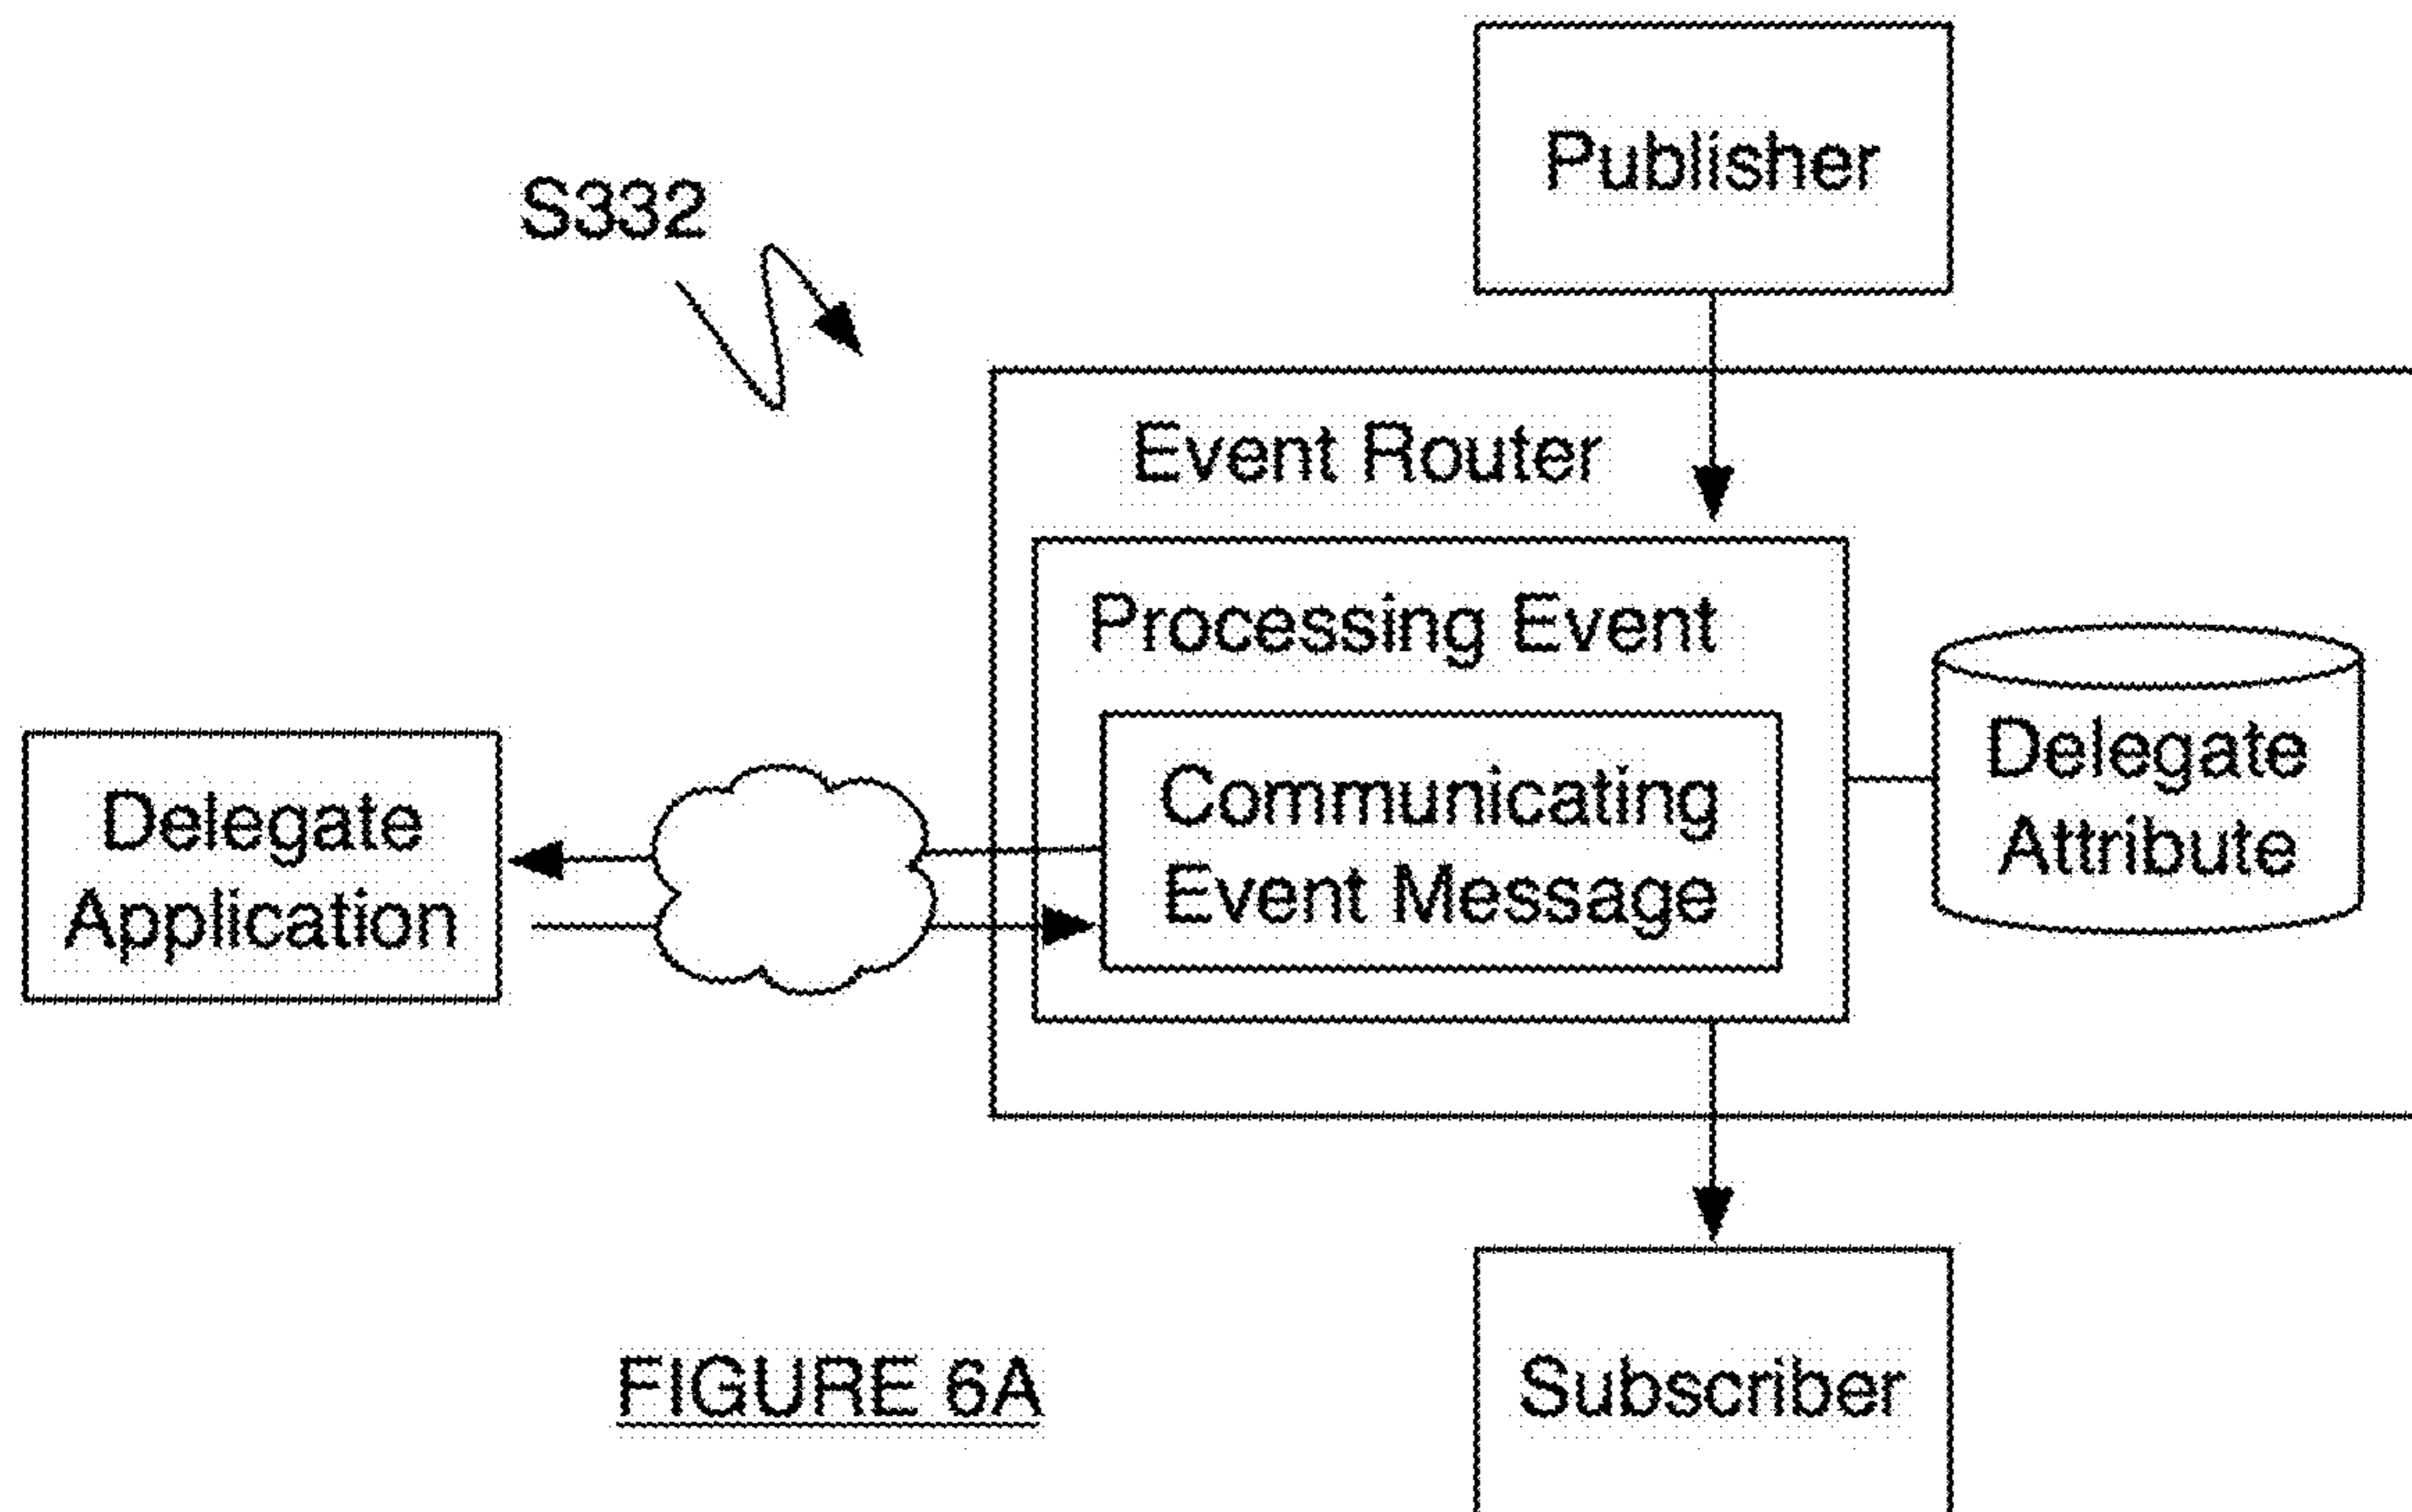 Publisher
S332
Event Router
Processing Event
Communicating
Event Message
Delegate
Attribute
Delegate
Application
Subscriber
FIGURE 6A